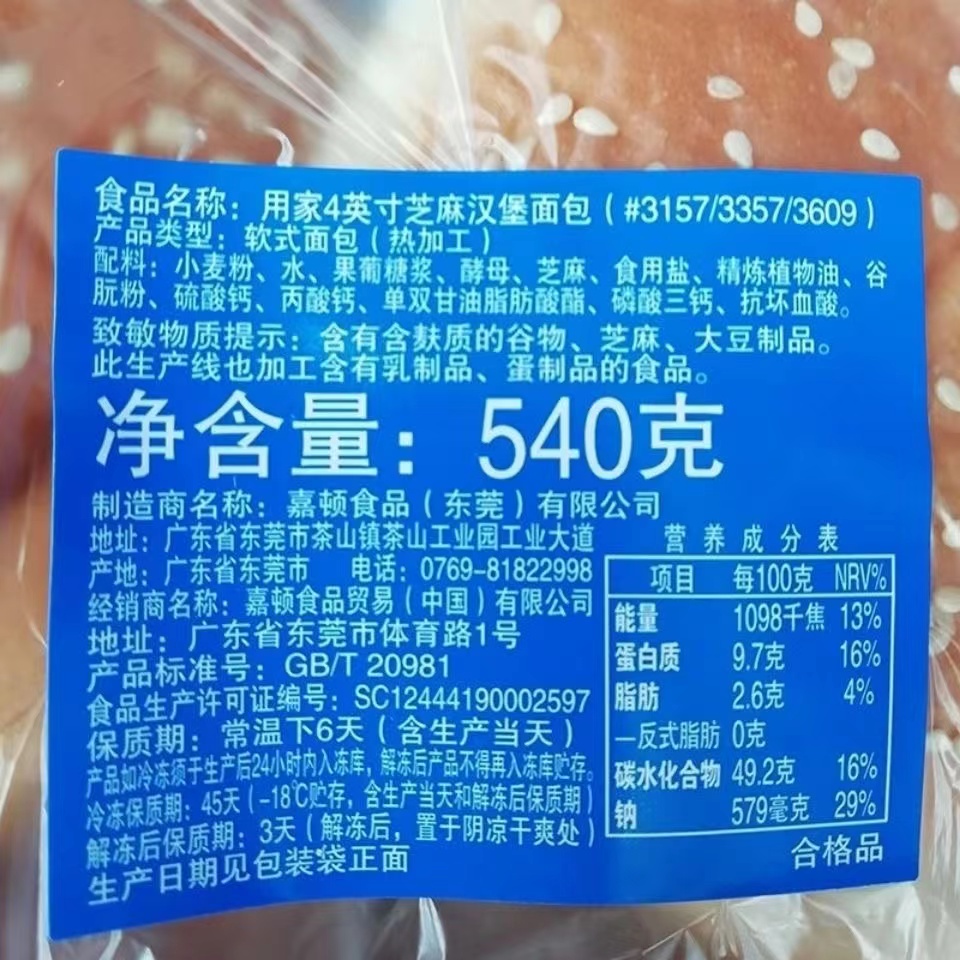 食品名称：用家4英寸芝麻汉堡面包（#3157/3357/3609）
产品类型：软式面包（热加工）
配料：小麦粉、水、果葡糖浆、酵母、芝麻、食用盐、精炼植物油、谷
朊粉、硫酸钙、丙酸钙、单双甘油脂肪酸酯、磷酸三钙、抗坏血酸。
致敏物质提示：含有含麸质的谷物、芝麻、大豆制品。
此生产线也加工含有乳制品、蛋制品的食品。
净含量：540克
制造商名称：嘉顿食品（东莞）有限公司
地址：广东省东莞市茶山镇茶山工业园工业大道
产地：广东省东莞市 电话：0769-81822998
经销商名称：嘉顿食品贸易（中国）有限公司
地址：广东省东莞市体育路1号
产品标准号：GB/T 20981
食品生产许可证编号：SC12444190002597
保质期：常温下6天（含生产当天）
产品如冷冻须于生产后24小时内入冻库，解冻后产品不得再入冻库贮存。
冷冻保质期：45天（-18℃贮存，含生产当天和解冻后保质期）
解冻后保质期：3天（解冻后，置于阴凉干爽处）
生产日期见包装袋正面
营养成分表
项目 每100克 NRV%
能量 1098千焦 13%
蛋白质 9.7克 16%
脂肪 2.6克 4%
—反式脂肪 0克
碳水化合物 49.2克 16%
钠 579毫克 29%
合格品